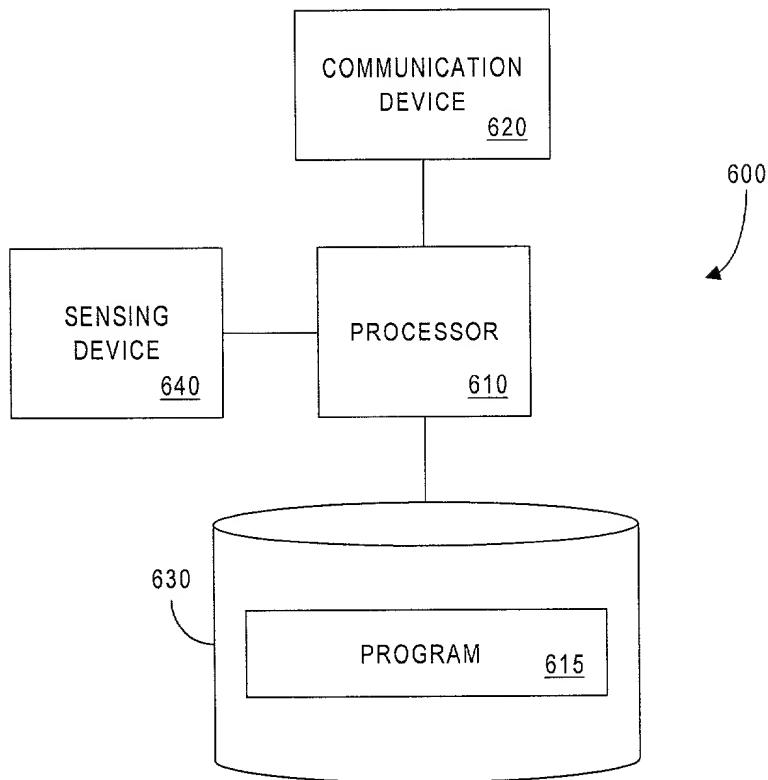 COMMUNICATION
DEVICE
620
600
SENSING
DEVICE
640
PROCESSOR
610
630
PROGRAM
615